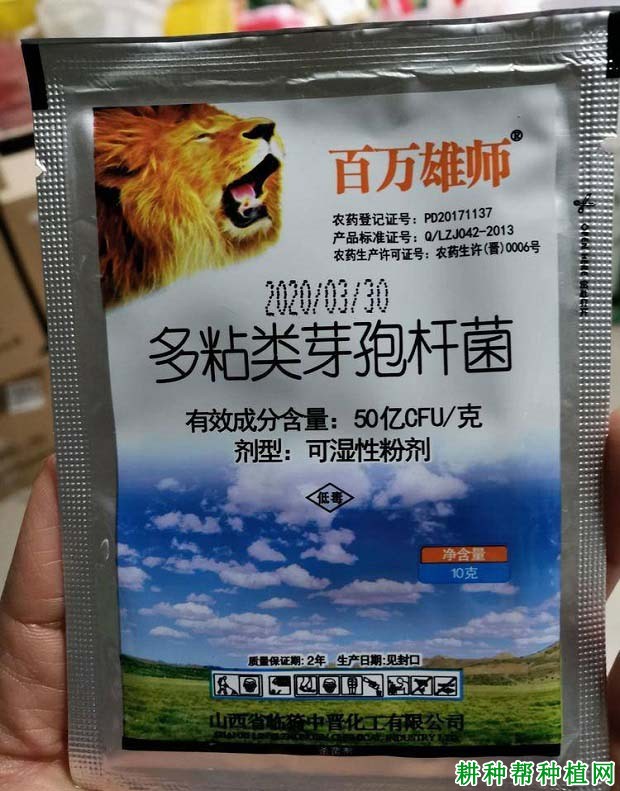 百万雄师®
农药登记证号：PD20171137
产品标准证号：Q/LZJ042-2013
农药生产许可证号：农药生许(晋)0006号
2020/03/30
多粘类芽孢杆菌
有效成分含量：50亿CFU/克
剂型：可湿性粉剂
低毒
净含量
10克
质量保证期:2年 生产日期:见封口
山西省临猗中晋化工有限公司
杀菌剂
耕种帮种植网